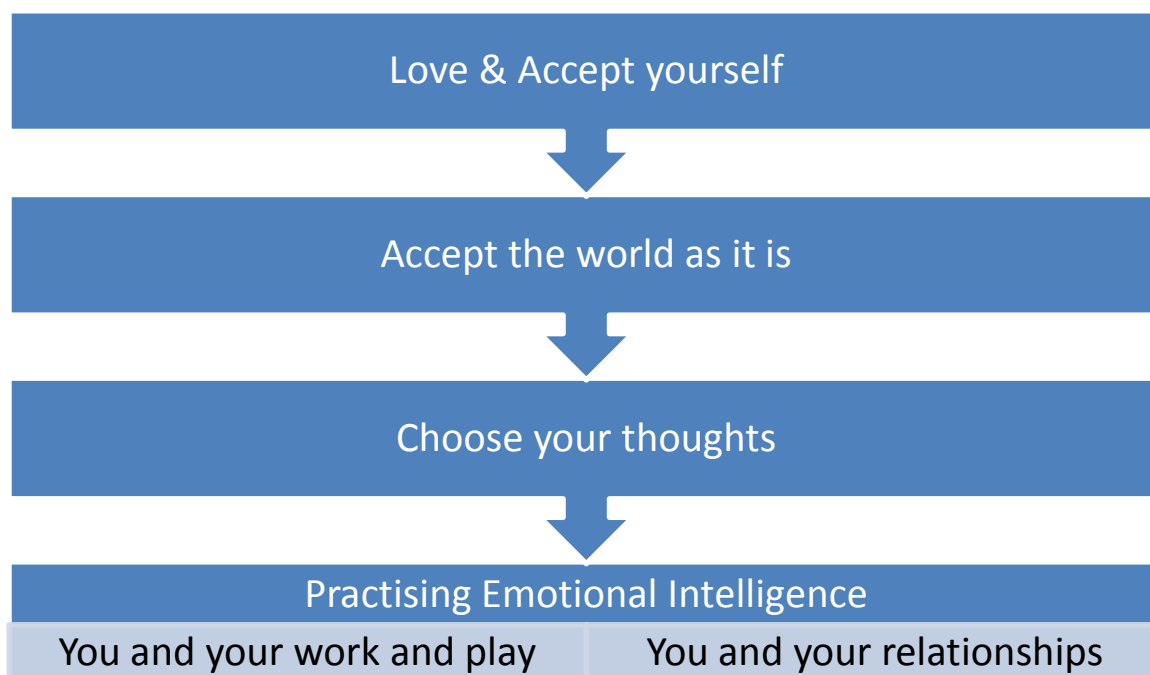 Love & Accept yourself
Accept the world as it is
Choose your thoughts
Practising Emotional Intelligence
You and your work and play
You and your relationships